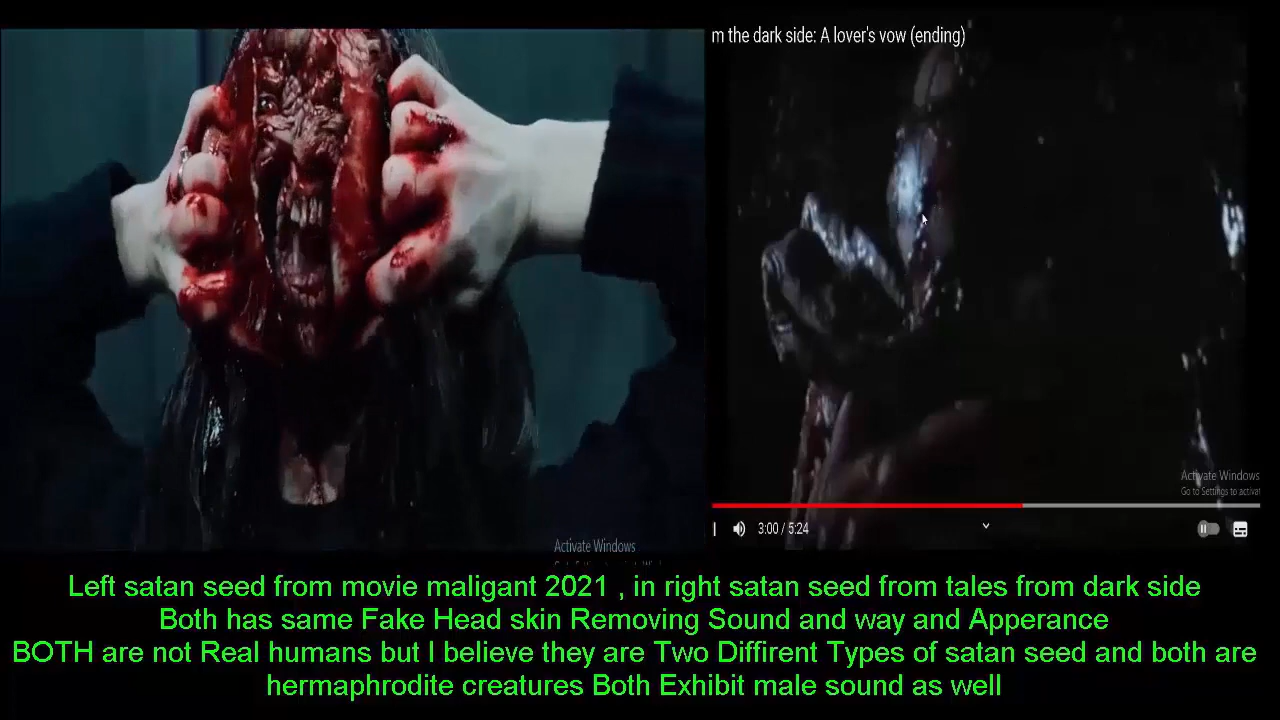 m the dark side: A lover's vow (ending)
Activate Windows
Go to Settings to activat
3:00 / 5:24
Activate Windows
Left satan seed from movie maligant 2021 , in right satan seed from tales from dark side
Both has same Fake Head skin Removing Sound and way and Apperance
BOTH are not Real humans but I believe they are Two Diffirent Types of satan seed and both are
hermaphrodite creatures Both Exhibit male sound as well